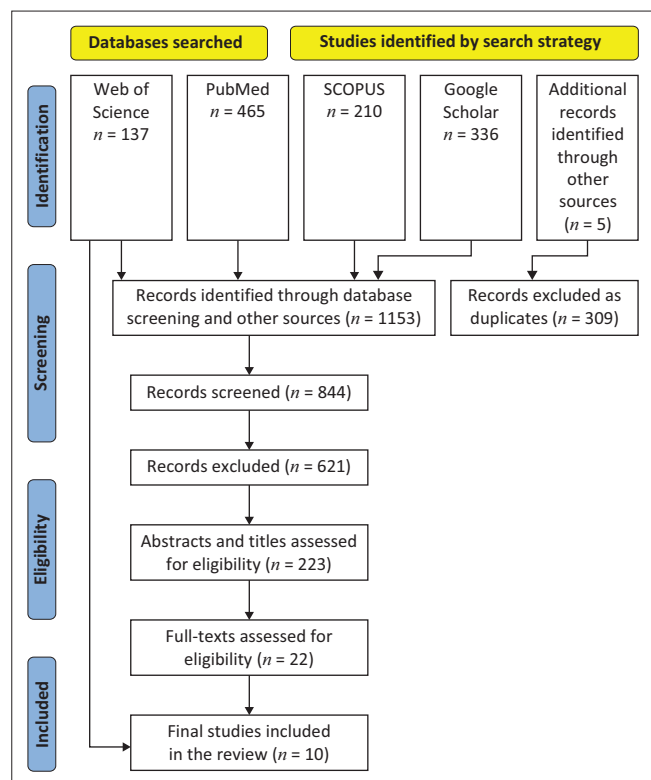 Databases searched
Studies identified by search strategy
Identification
Web of
Science
n = 137
PubMed
n = 465
SCOPUS
n = 210
Google
Scholar
n = 336
Additional
records
identified
through
other
sources
(n = 5)
Screening
Records identified through database
screening and other sources (n = 1153)
Records excluded as
duplicates (n = 309)
Records screened (n = 844)
Records excluded (n = 621)
Eligibility
Abstracts and titles assessed
for eligibility (n = 223)
Full-texts assessed for
eligibility (n = 22)
Included
Final studies included
in the review (n = 10)